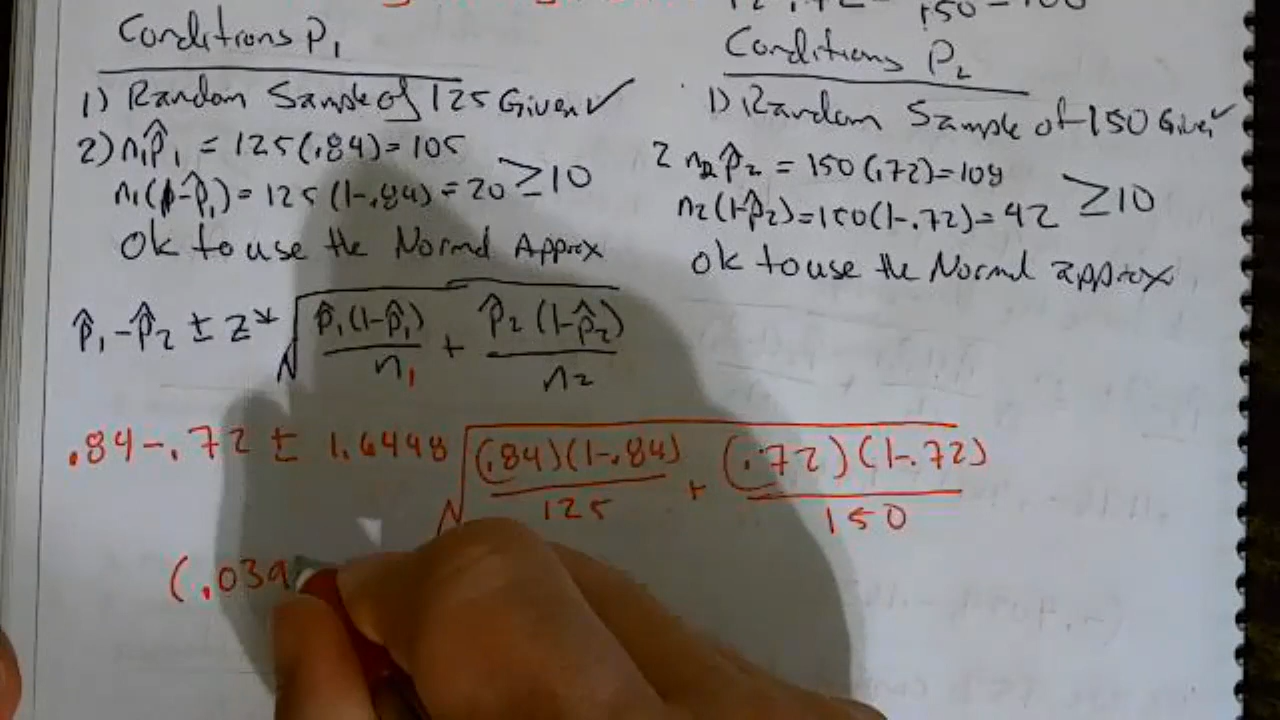 .150 - 100
Conditions P₁
1) Random Sample of 125 Given ✓
2) n₁p̂₁ = 125(.84) = 105
n₁(1-p̂₁) = 125(1-.84) = 20 ≥10
Ok to use the Normal Approx
Conditions P₂
1) Random Sample of 150 Given ✓
2 n₂p̂₂ = 150(.72)=108
n₂(1-p̂₂)=150(1-.72)=42 ≥10
ok to use the Normal approx
p̂₁-p̂₂ ± z* √(p̂₁(1-p̂₁)/n₁ + p̂₂(1-p̂₂)/n₂)
.84-.72 ± 1.6448 √((.84)(1-.84)/125 + (.72)(1-.72)/150)
(.039